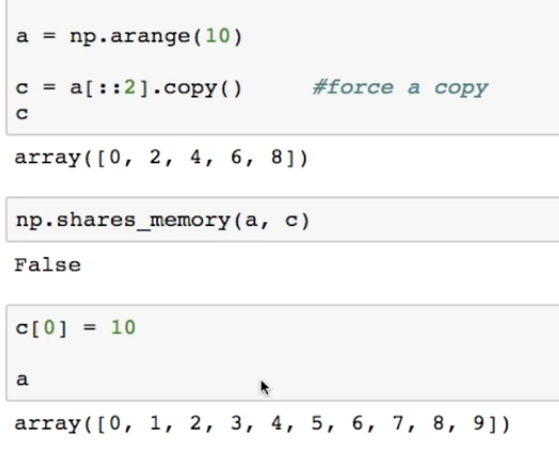 a = np.arange(10)
c = a[::2].copy()     #force a copy
c
array([0, 2, 4, 6, 8])
np.shares_memory(a, c)
False
c[0] = 10
a
array([0, 1, 2, 3, 4, 5, 6, 7, 8, 9])